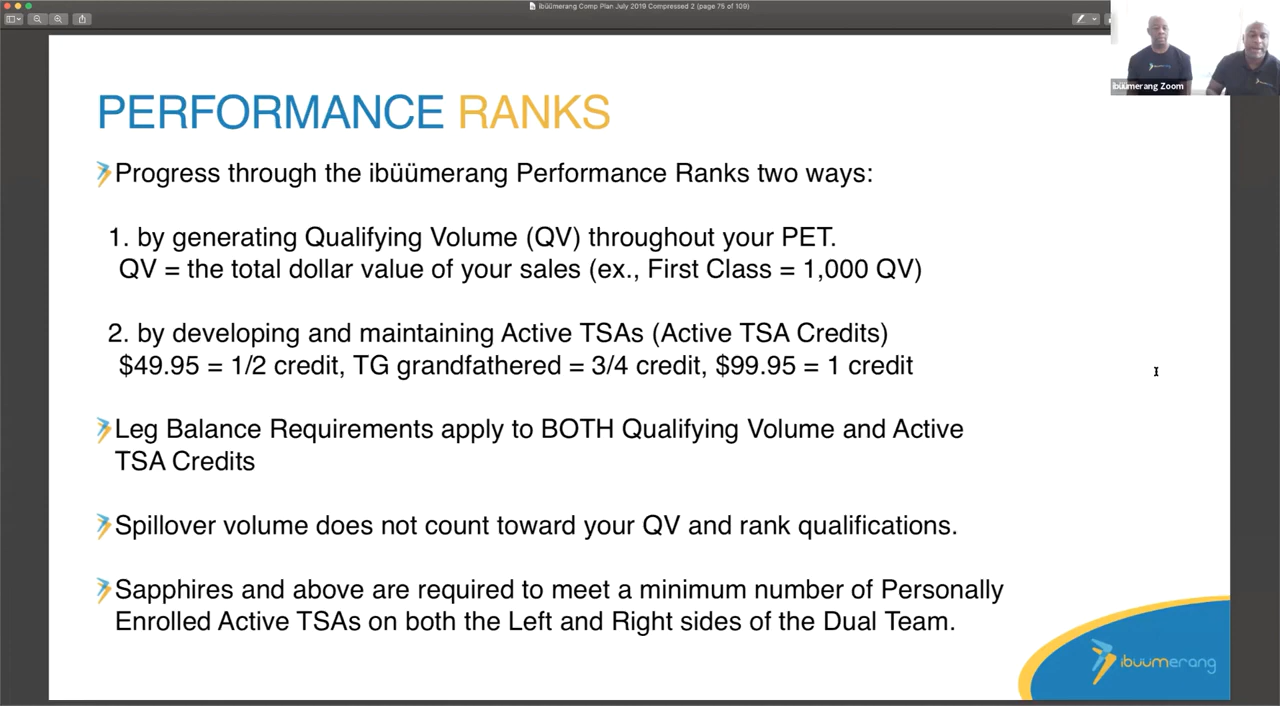 ibüümerang Comp Plan July 2019 Compressed 2 (page 75 of 109)
ibüümerang Zoom
PERFORMANCE RANKS
Progress through the ibüümerang Performance Ranks two ways:
1. by generating Qualifying Volume (QV) throughout your PET.
QV = the total dollar value of your sales (ex., First Class = 1,000 QV)
2. by developing and maintaining Active TSAs (Active TSA Credits)
$49.95 = 1/2 credit, TG grandfathered = 3/4 credit, $99.95 = 1 credit
Leg Balance Requirements apply to BOTH Qualifying Volume and Active
TSA Credits
Spillover volume does not count toward your QV and rank qualifications.
Sapphires and above are required to meet a minimum number of Personally
Enrolled Active TSAs on both the Left and Right sides of the Dual Team.
ibuumerang